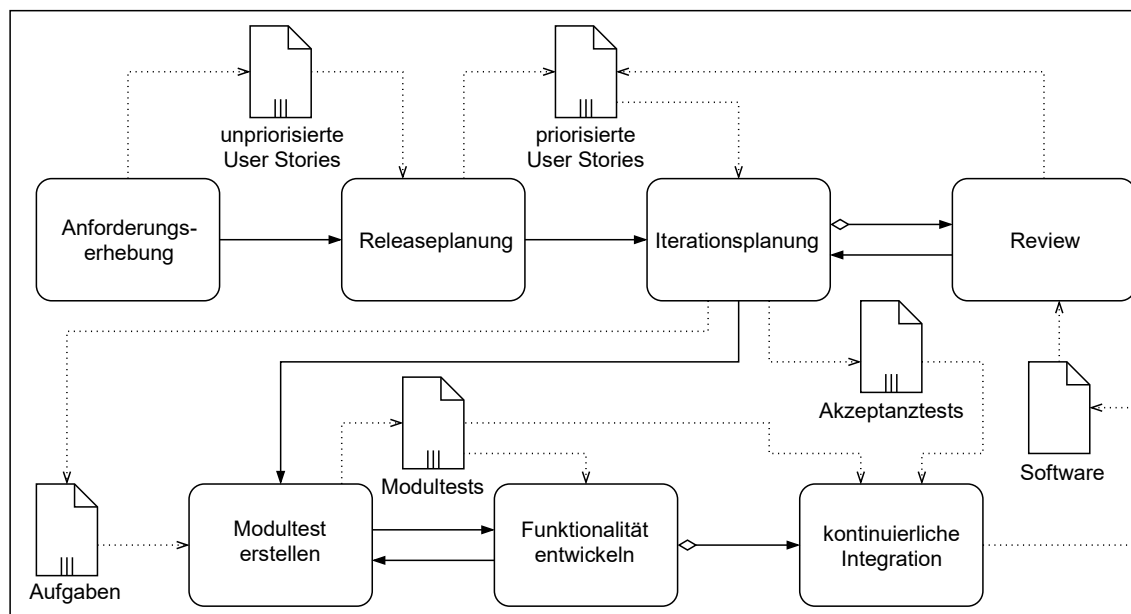 unpriorisierte
User Stories
priorisierte
User Stories
Anforderungs-
erhebung
Releaseplanung
Iterationsplanung
Review
Akzeptanztests
Software
Modultests
Aufgaben
Modultest
erstellen
Funktionalität
entwickeln
kontinuierliche
Integration